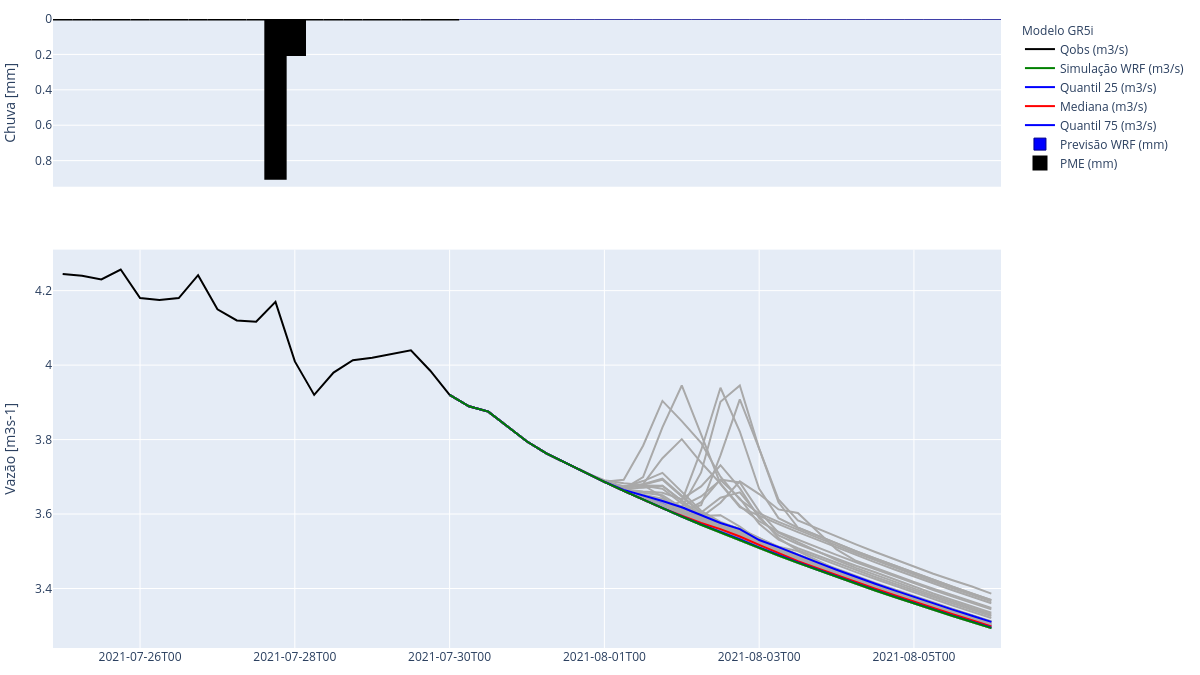 0
0.2
0.4
0.6
0.8
Chuva [mm]
Modelo GR5i
Qobs (m3/s)
Simulação WRF (m3/s)
Quantil 25 (m3/s)
Mediana (m3/s)
Quantil 75 (m3/s)
Previsão WRF (mm)
PME (mm)
4.2
4
3.8
3.6
3.4
Vazão [m3s-1]
2021-07-26T00
2021-07-28T00
2021-07-30T00
2021-08-01T00
2021-08-03T00
2021-08-05T00